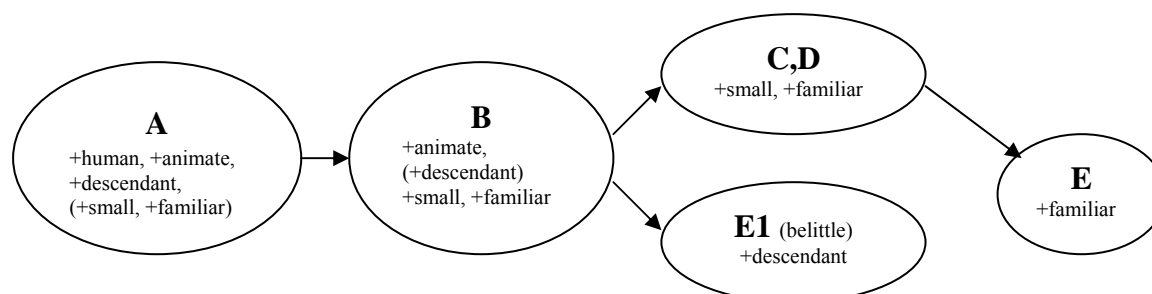 A
+human, +animate,
+descendant,
(+small, +familiar)
B
+animate,
(+descendant)
+small, +familiar
C,D
+small, +familiar
E1 (belittle)
+descendant
E
+familiar